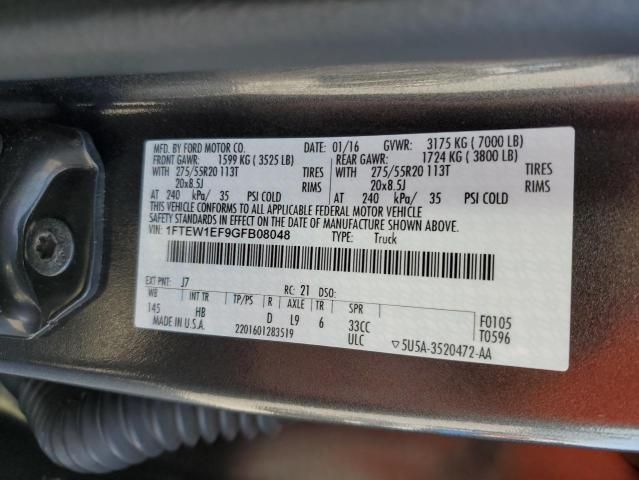 MFD. BY FORD MOTOR CO. DATE: 01/16 GVWR: 3175 KG ( 7000 LB)
FRONT GAWR: 1599 KG ( 3525 LB) REAR GAWR: 1724 KG ( 3800 LB)
WITH 275/55R20 113T TIRES WITH 275/55R20 113T TIRES
20x8.5J RIMS 20x8.5J RIMS
AT 240 kPa/ 35 PSI COLD AT 240 kPa/ 35 PSI COLD
THIS VEHICLE CONFORMS TO ALL APPLICABLE FEDERAL MOTOR VEHICLE
SAFETY STANDARDS IN EFFECT ON THE DATE OF MANUFACTURE SHOWN ABOVE.
VIN: 1FTEW1EF9GFB08048 TYPE: Truck
EXT PNT: J7 RC: 21 DSO:
WB INT TR TP/PS R AXLE TR SPR
145 HB D L9 6 33CC F0105
MADE IN U.S.A. 2201601283519 ULC T0596
▽5U5A-3520472-AA